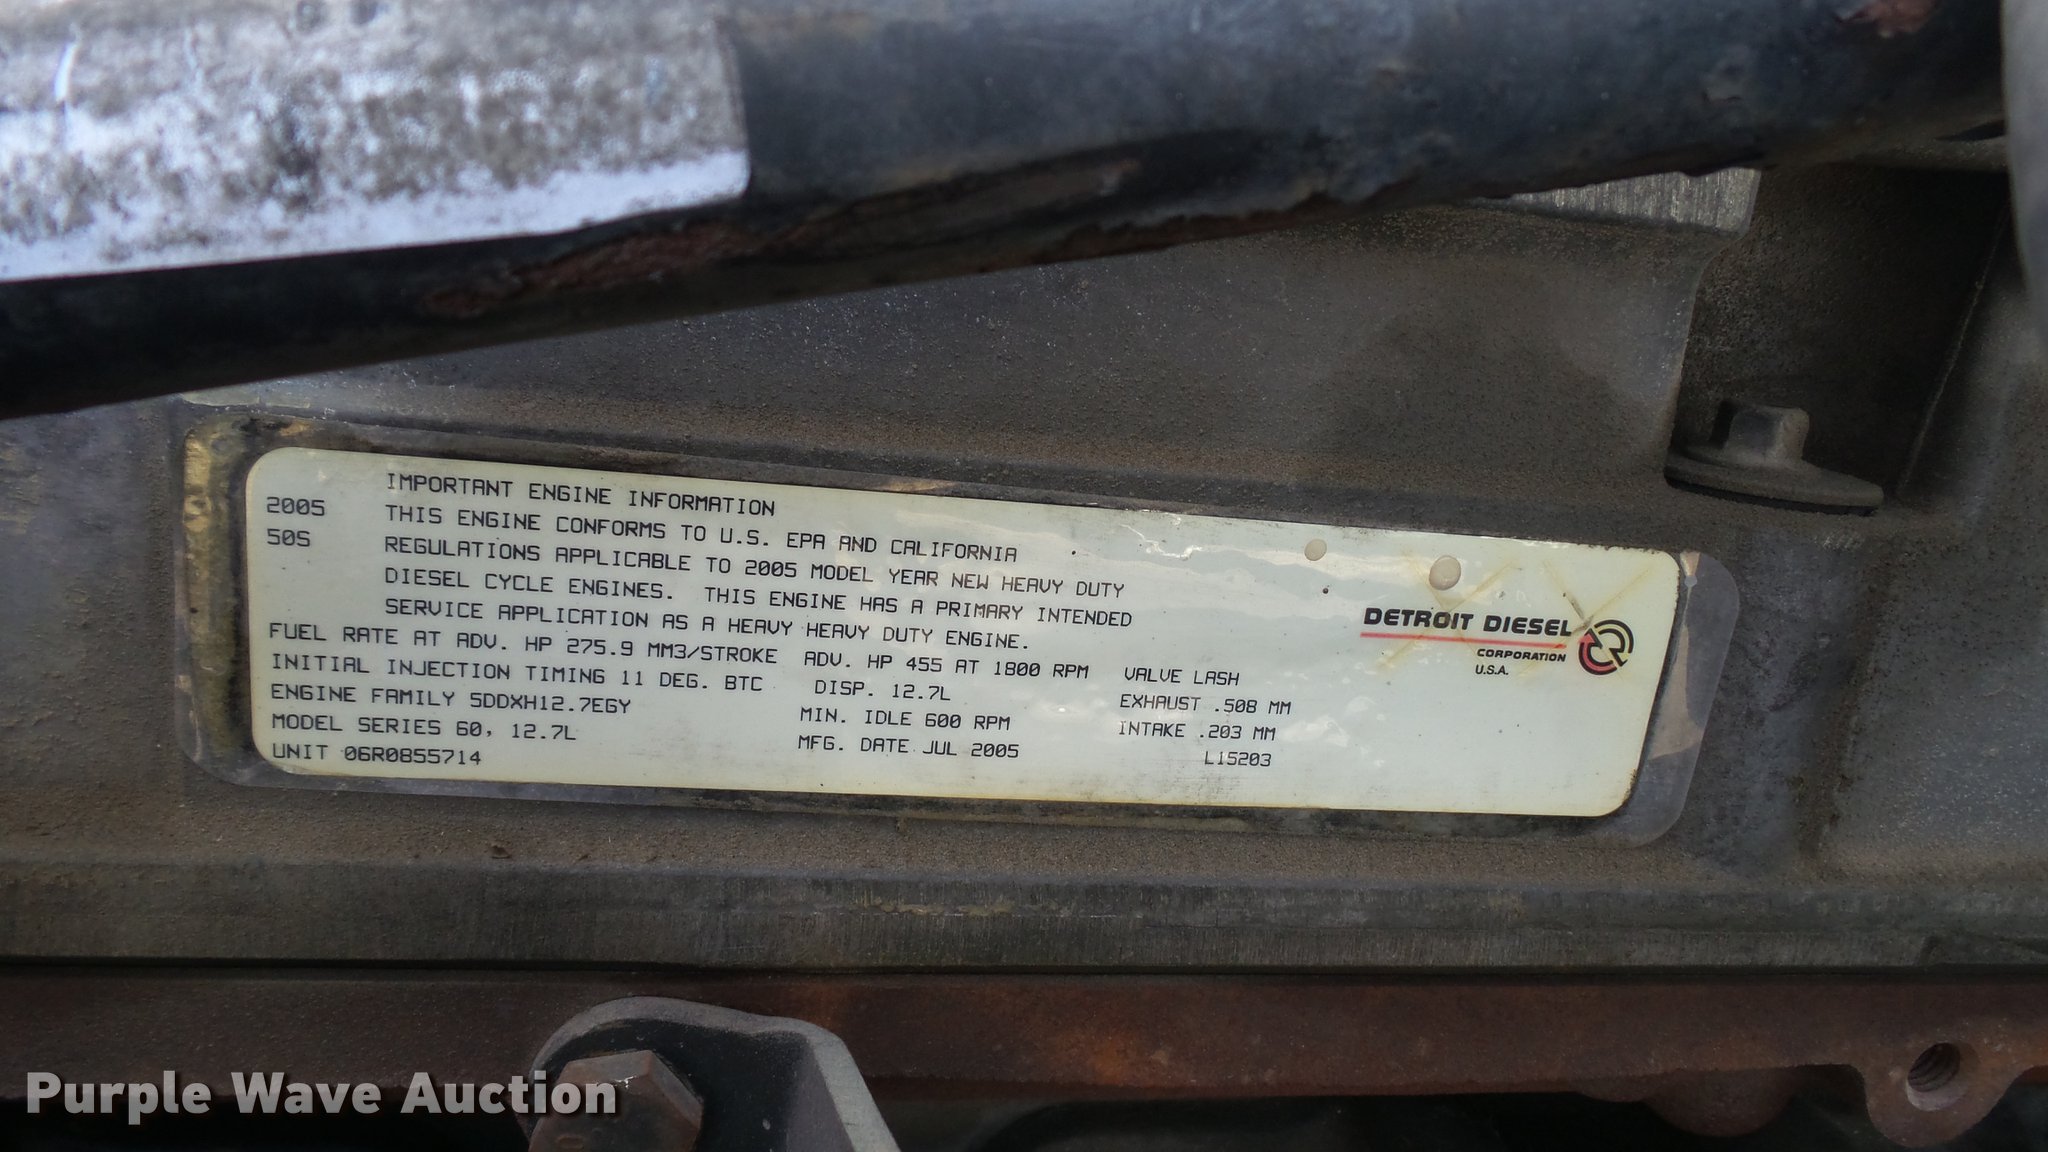 IMPORTANT ENGINE INFORMATION
2005 THIS ENGINE CONFORMS TO U.S. EPA AND CALIFORNIA
50S REGULATIONS APPLICABLE TO 2005 MODEL YEAR NEW HEAVY DUTY
DIESEL CYCLE ENGINES. THIS ENGINE HAS A PRIMARY INTENDED
SERVICE APPLICATION AS A HEAVY HEAVY DUTY ENGINE.
FUEL RATE AT ADV. HP 275.9 MM3/STROKE ADV. HP 455 AT 1800 RPM VALVE LASH
INITIAL INJECTION TIMING 11 DEG. BTC DISP. 12.7L EXHAUST .508 MM
ENGINE FAMILY 5DDXH12.7EGY MIN. IDLE 600 RPM INTAKE .203 MM
MODEL SERIES 60, 12.7L MFG. DATE JUL 2005 L15203
UNIT 06R0855714
DETROIT DIESEL
CORPORATION
U.S.A.
Purple Wave Auction